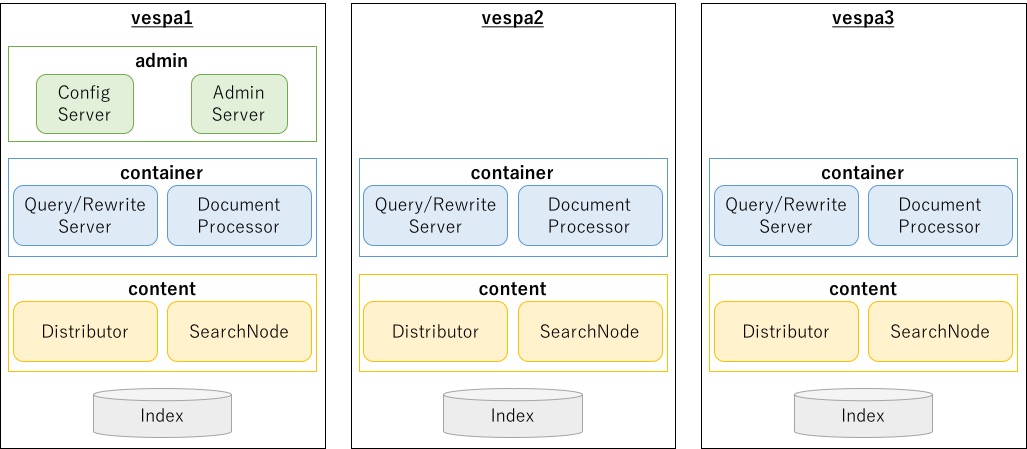 vespa1
admin
Config
Server
Admin
Server
container
Query/Rewrite
Server
Document
Processor
content
Distributor
SearchNode
Index
vespa2
container
Query/Rewrite
Server
Document
Processor
content
Distributor
SearchNode
Index
vespa3
container
Query/Rewrite
Server
Document
Processor
content
Distributor
SearchNode
Index